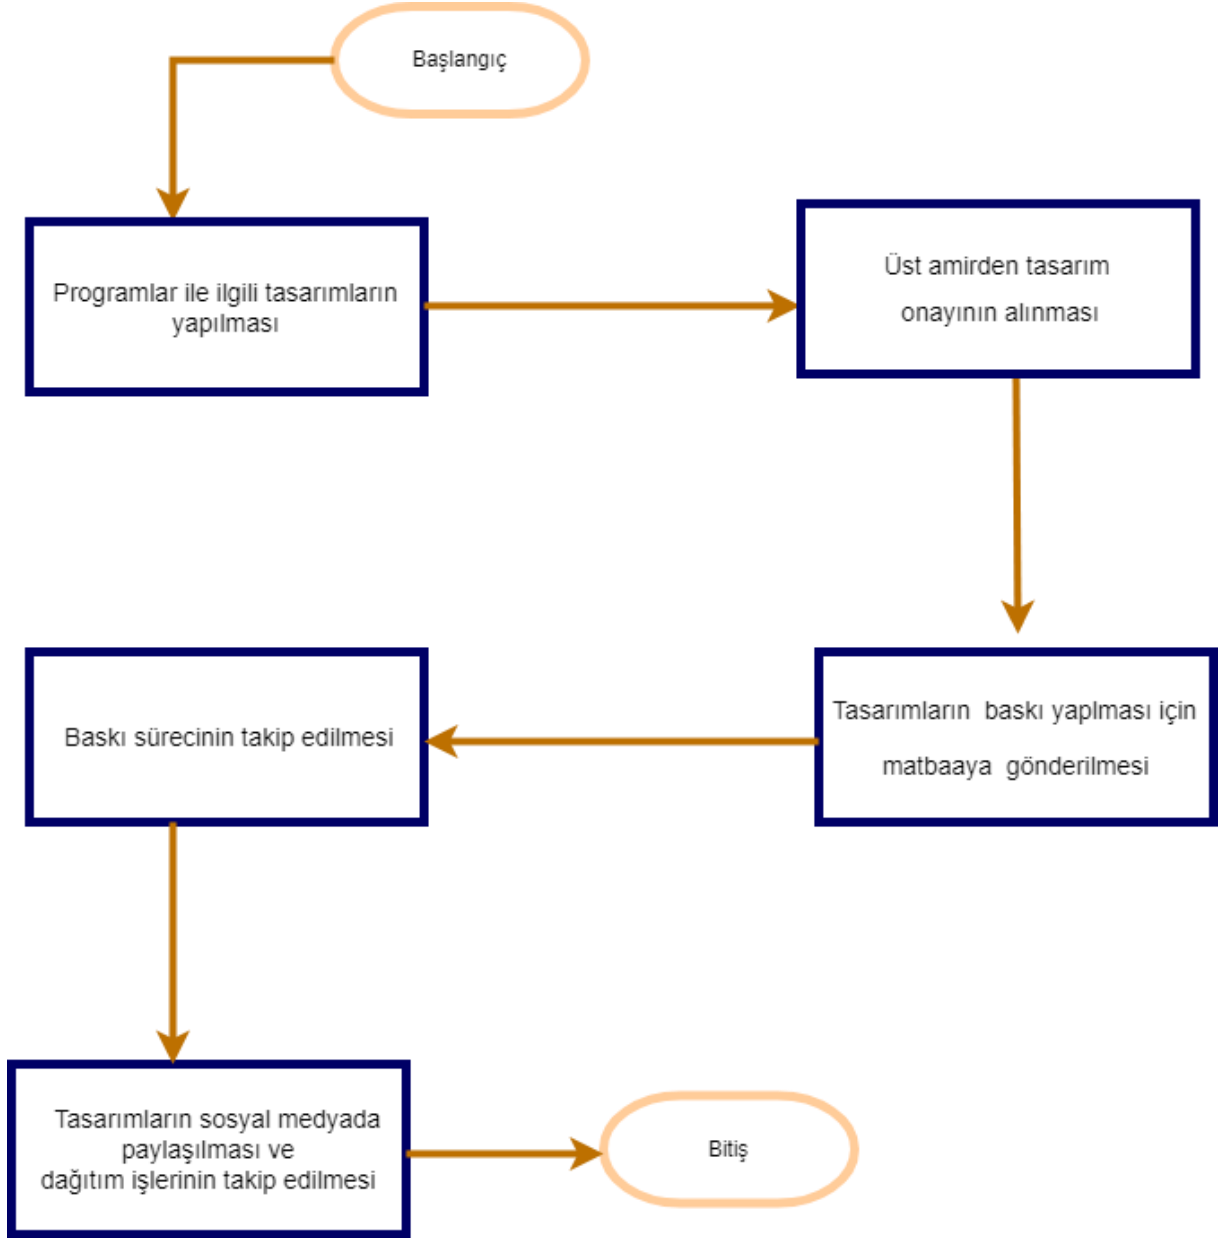 Başlangıç
Programlar ile ilgili tasarımların
yapılması
Üst amirden tasarım
onayının alınması
Tasarımların baskı yaplması için
matbaaya gönderilmesi
Baskı sürecinin takip edilmesi
Tasarımların sosyal medyada
paylaşılması ve
dağıtım işlerinin takip edilmesi
Bitiş